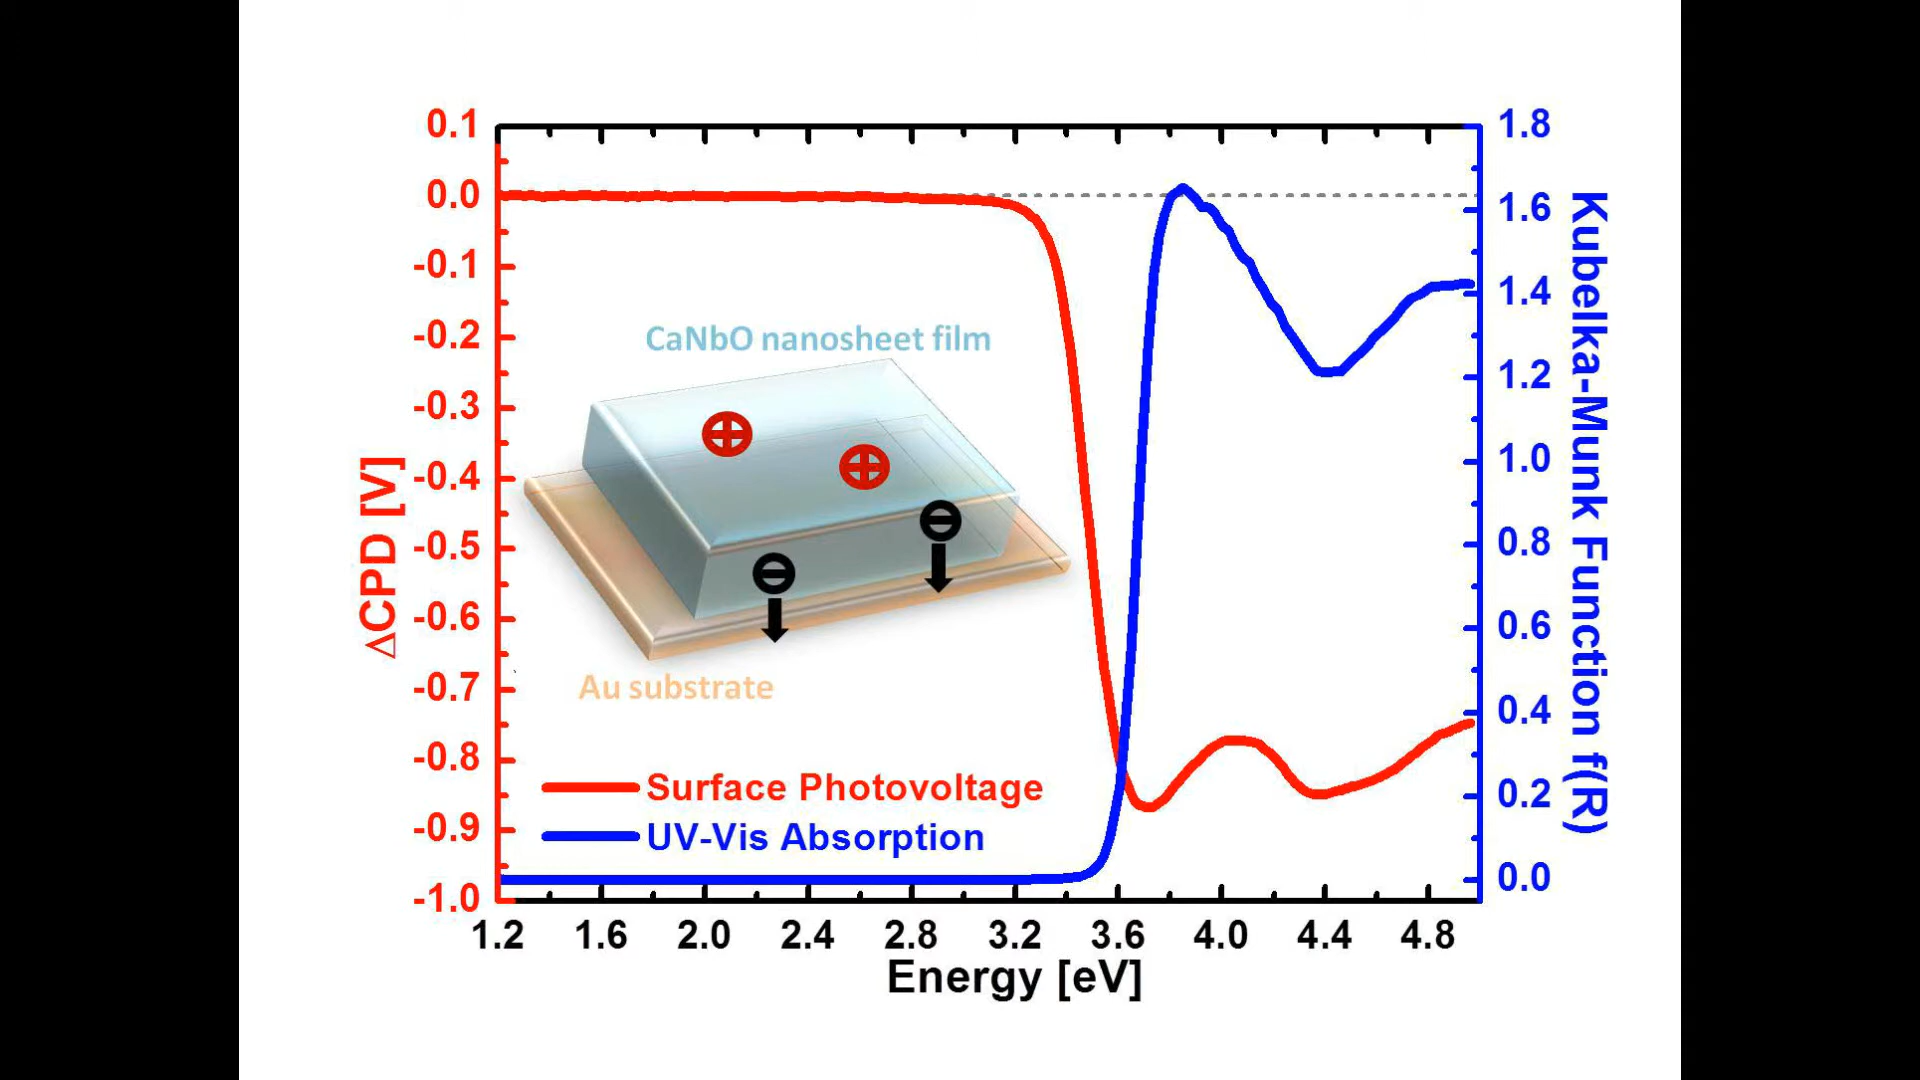 0.1
0.0
-0.1
-0.2
-0.3
-0.4
-0.5
-0.6
-0.7
-0.8
-0.9
-1.0
ΔCPD [V]
CaNbO nanosheet film
Au substrate
Surface Photovoltage
UV-Vis Absorption
1.8
1.6
1.4
1.2
1.0
0.8
0.6
0.4
0.2
0.0
Kubelka-Munk Function f(R)
1.2 1.6 2.0 2.4 2.8 3.2 3.6 4.0 4.4 4.8
Energy [eV]